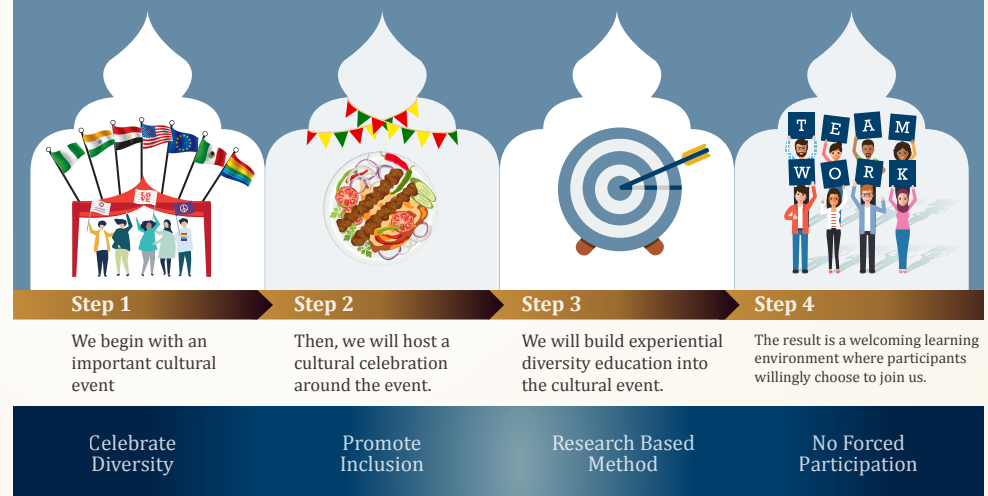 LO
VE
T E A M
W O R K
Step 1
We begin with an
important cultural
event
Step 2
Then, we will host a
cultural celebration
around the event.
Step 3
We will build experiential
diversity education into
the cultural event.
Step 4
The result is a welcoming learning
environment where participants
willingly choose to join us.
Celebrate
Diversity
Promote
Inclusion
Research Based
Method
No Forced
Participation